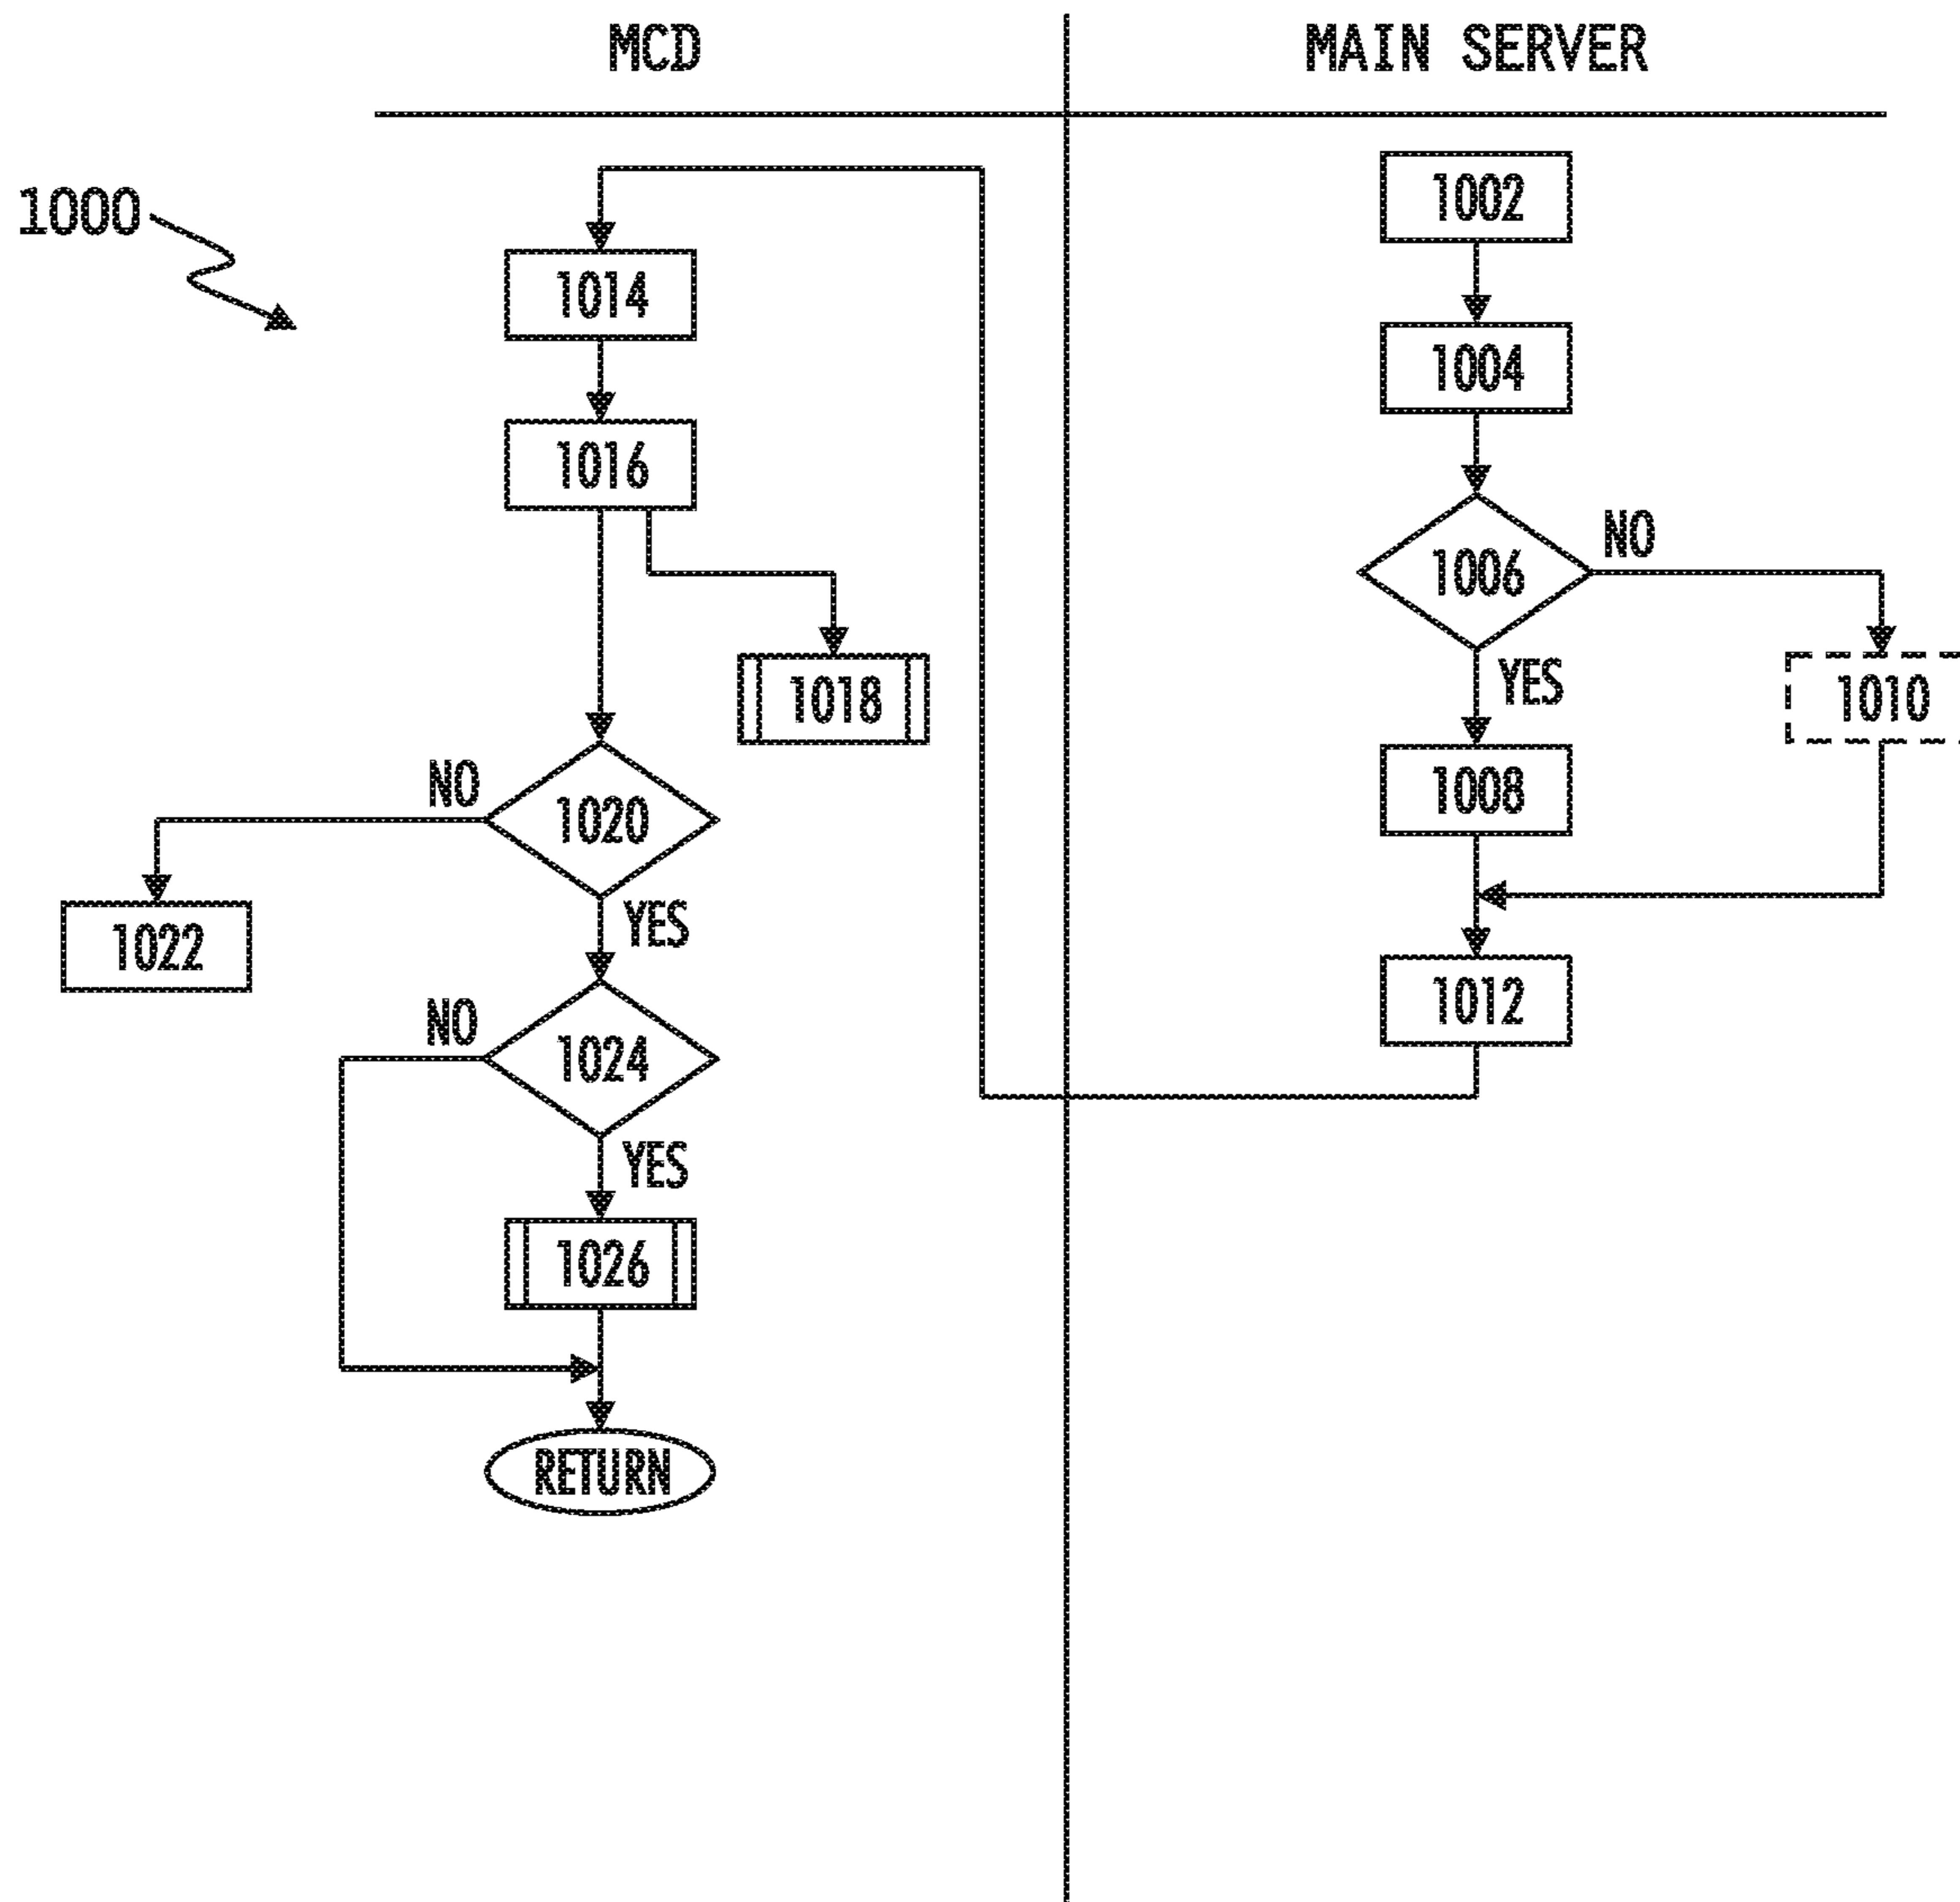 MCD
MAIN SERVER
1000
1002
1014
1004
1016
1006
NO
YES
1018
1010
1008
NO
1020
YES
1022
1012
NO
1024
YES
1026
RETURN